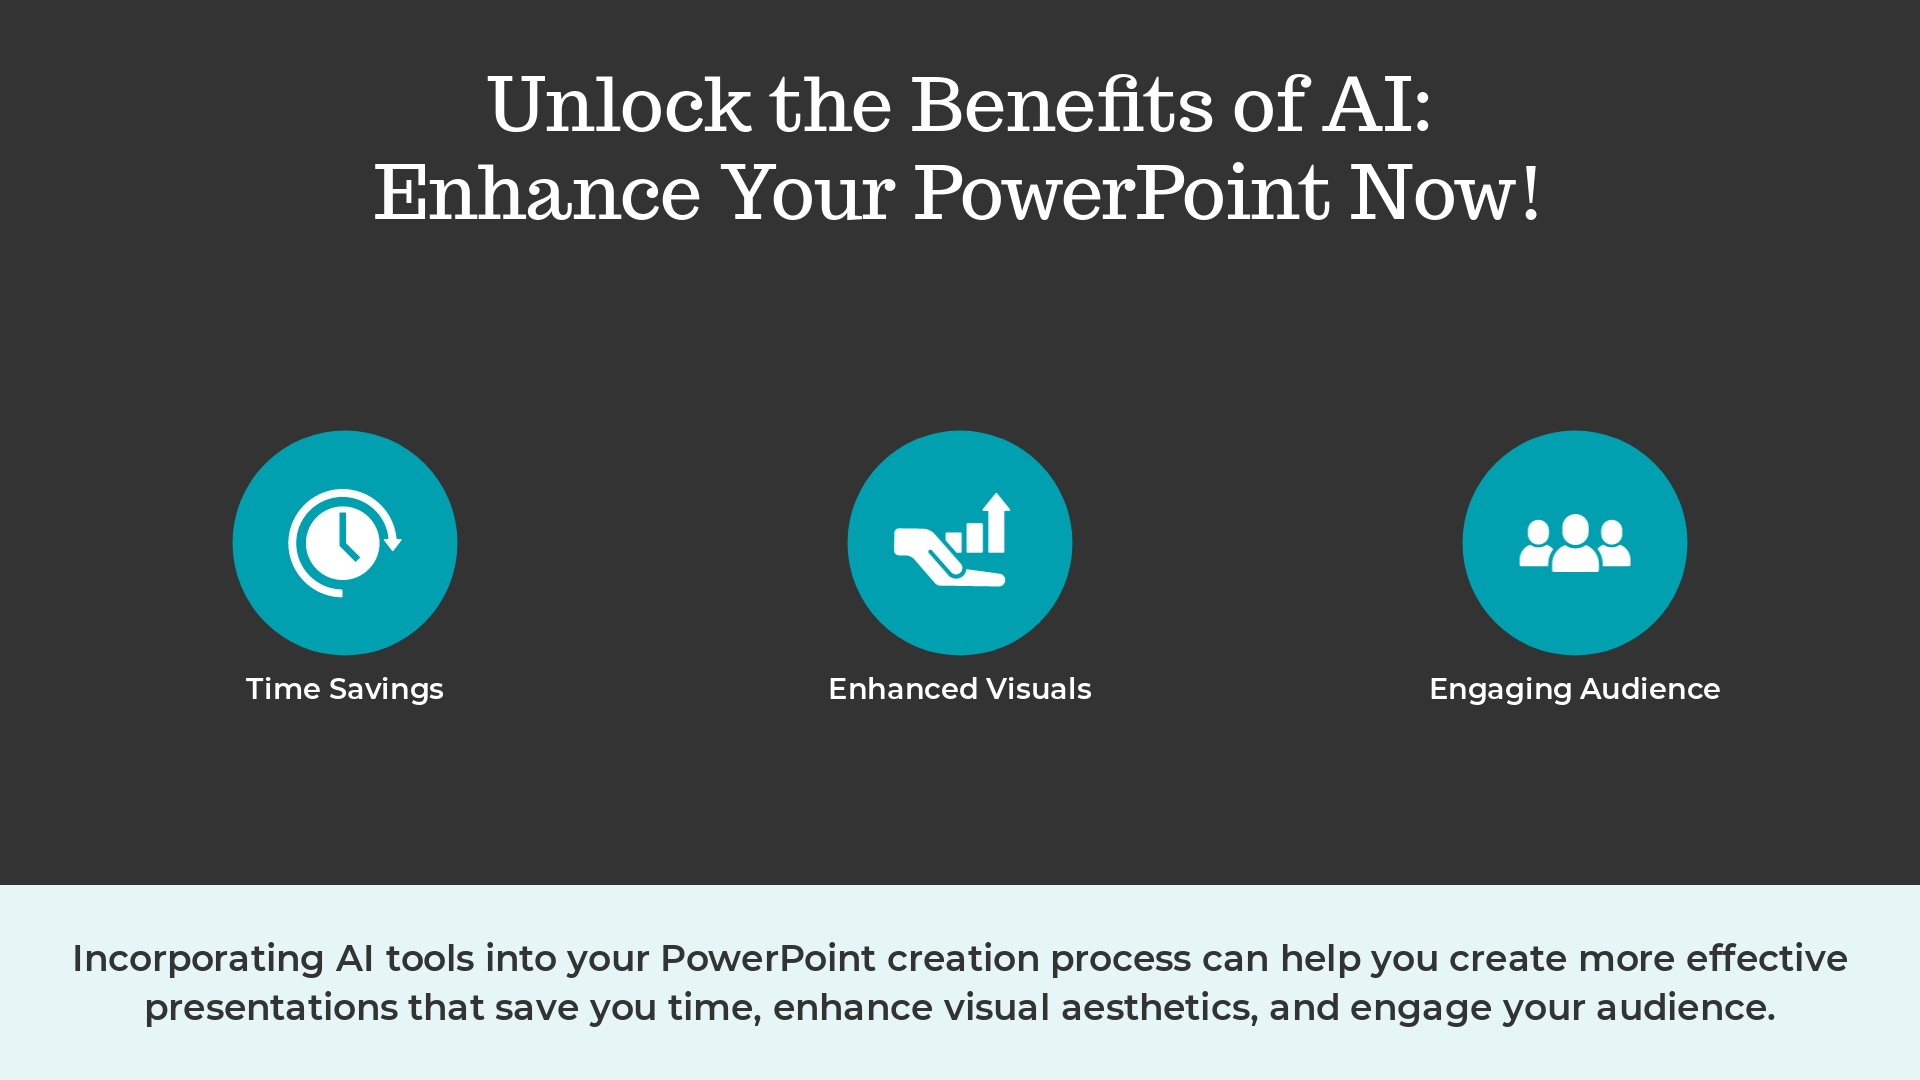 Unlock the Benefits of AI:
Enhance Your PowerPoint Now!
Time Savings
Enhanced Visuals
Engaging Audience
Incorporating AI tools into your PowerPoint creation process can help you create more effective
presentations that save you time, enhance visual aesthetics, and engage your audience.